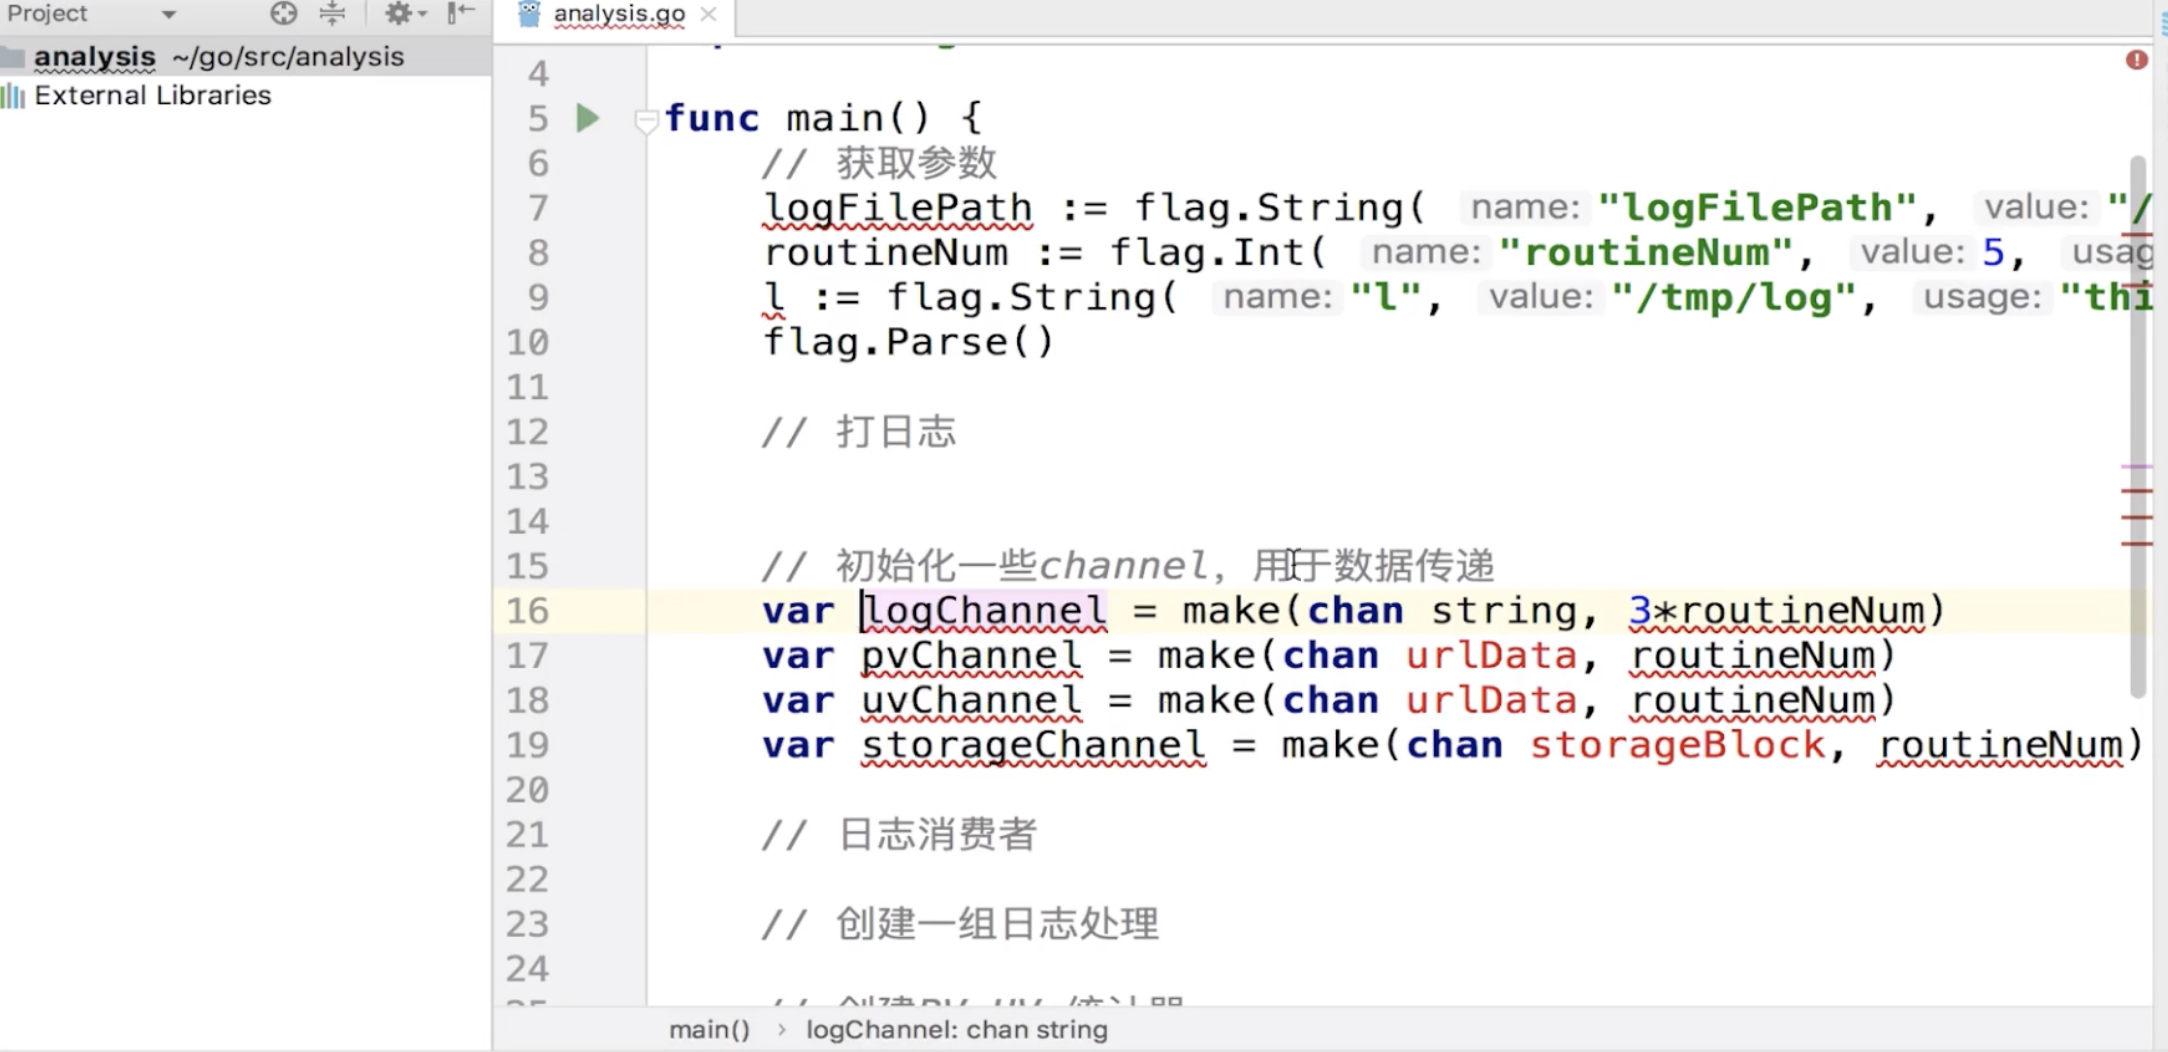 Project
analysis ~/go/src/analysis
External Libraries
analysis.go
4
5 func main() {
6 // 获取参数
7 logFilePath := flag.String( name: "logFilePath", value: "/
8 routineNum := flag.Int( name: "routineNum", value: 5, usag
9 l := flag.String( name: "l", value: "/tmp/log", usage: "thi
10 flag.Parse()
11
12 // 打日志
13
14
15 // 初始化一些channel，用于数据传递
16 var logChannel = make(chan string, 3*routineNum)
17 var pvChannel = make(chan urlData, routineNum)
18 var uvChannel = make(chan urlData, routineNum)
19 var storageChannel = make(chan storageBlock, routineNum)
20
21 // 日志消费者
22
23 // 创建一组日志处理
24
main() › logChannel: chan string